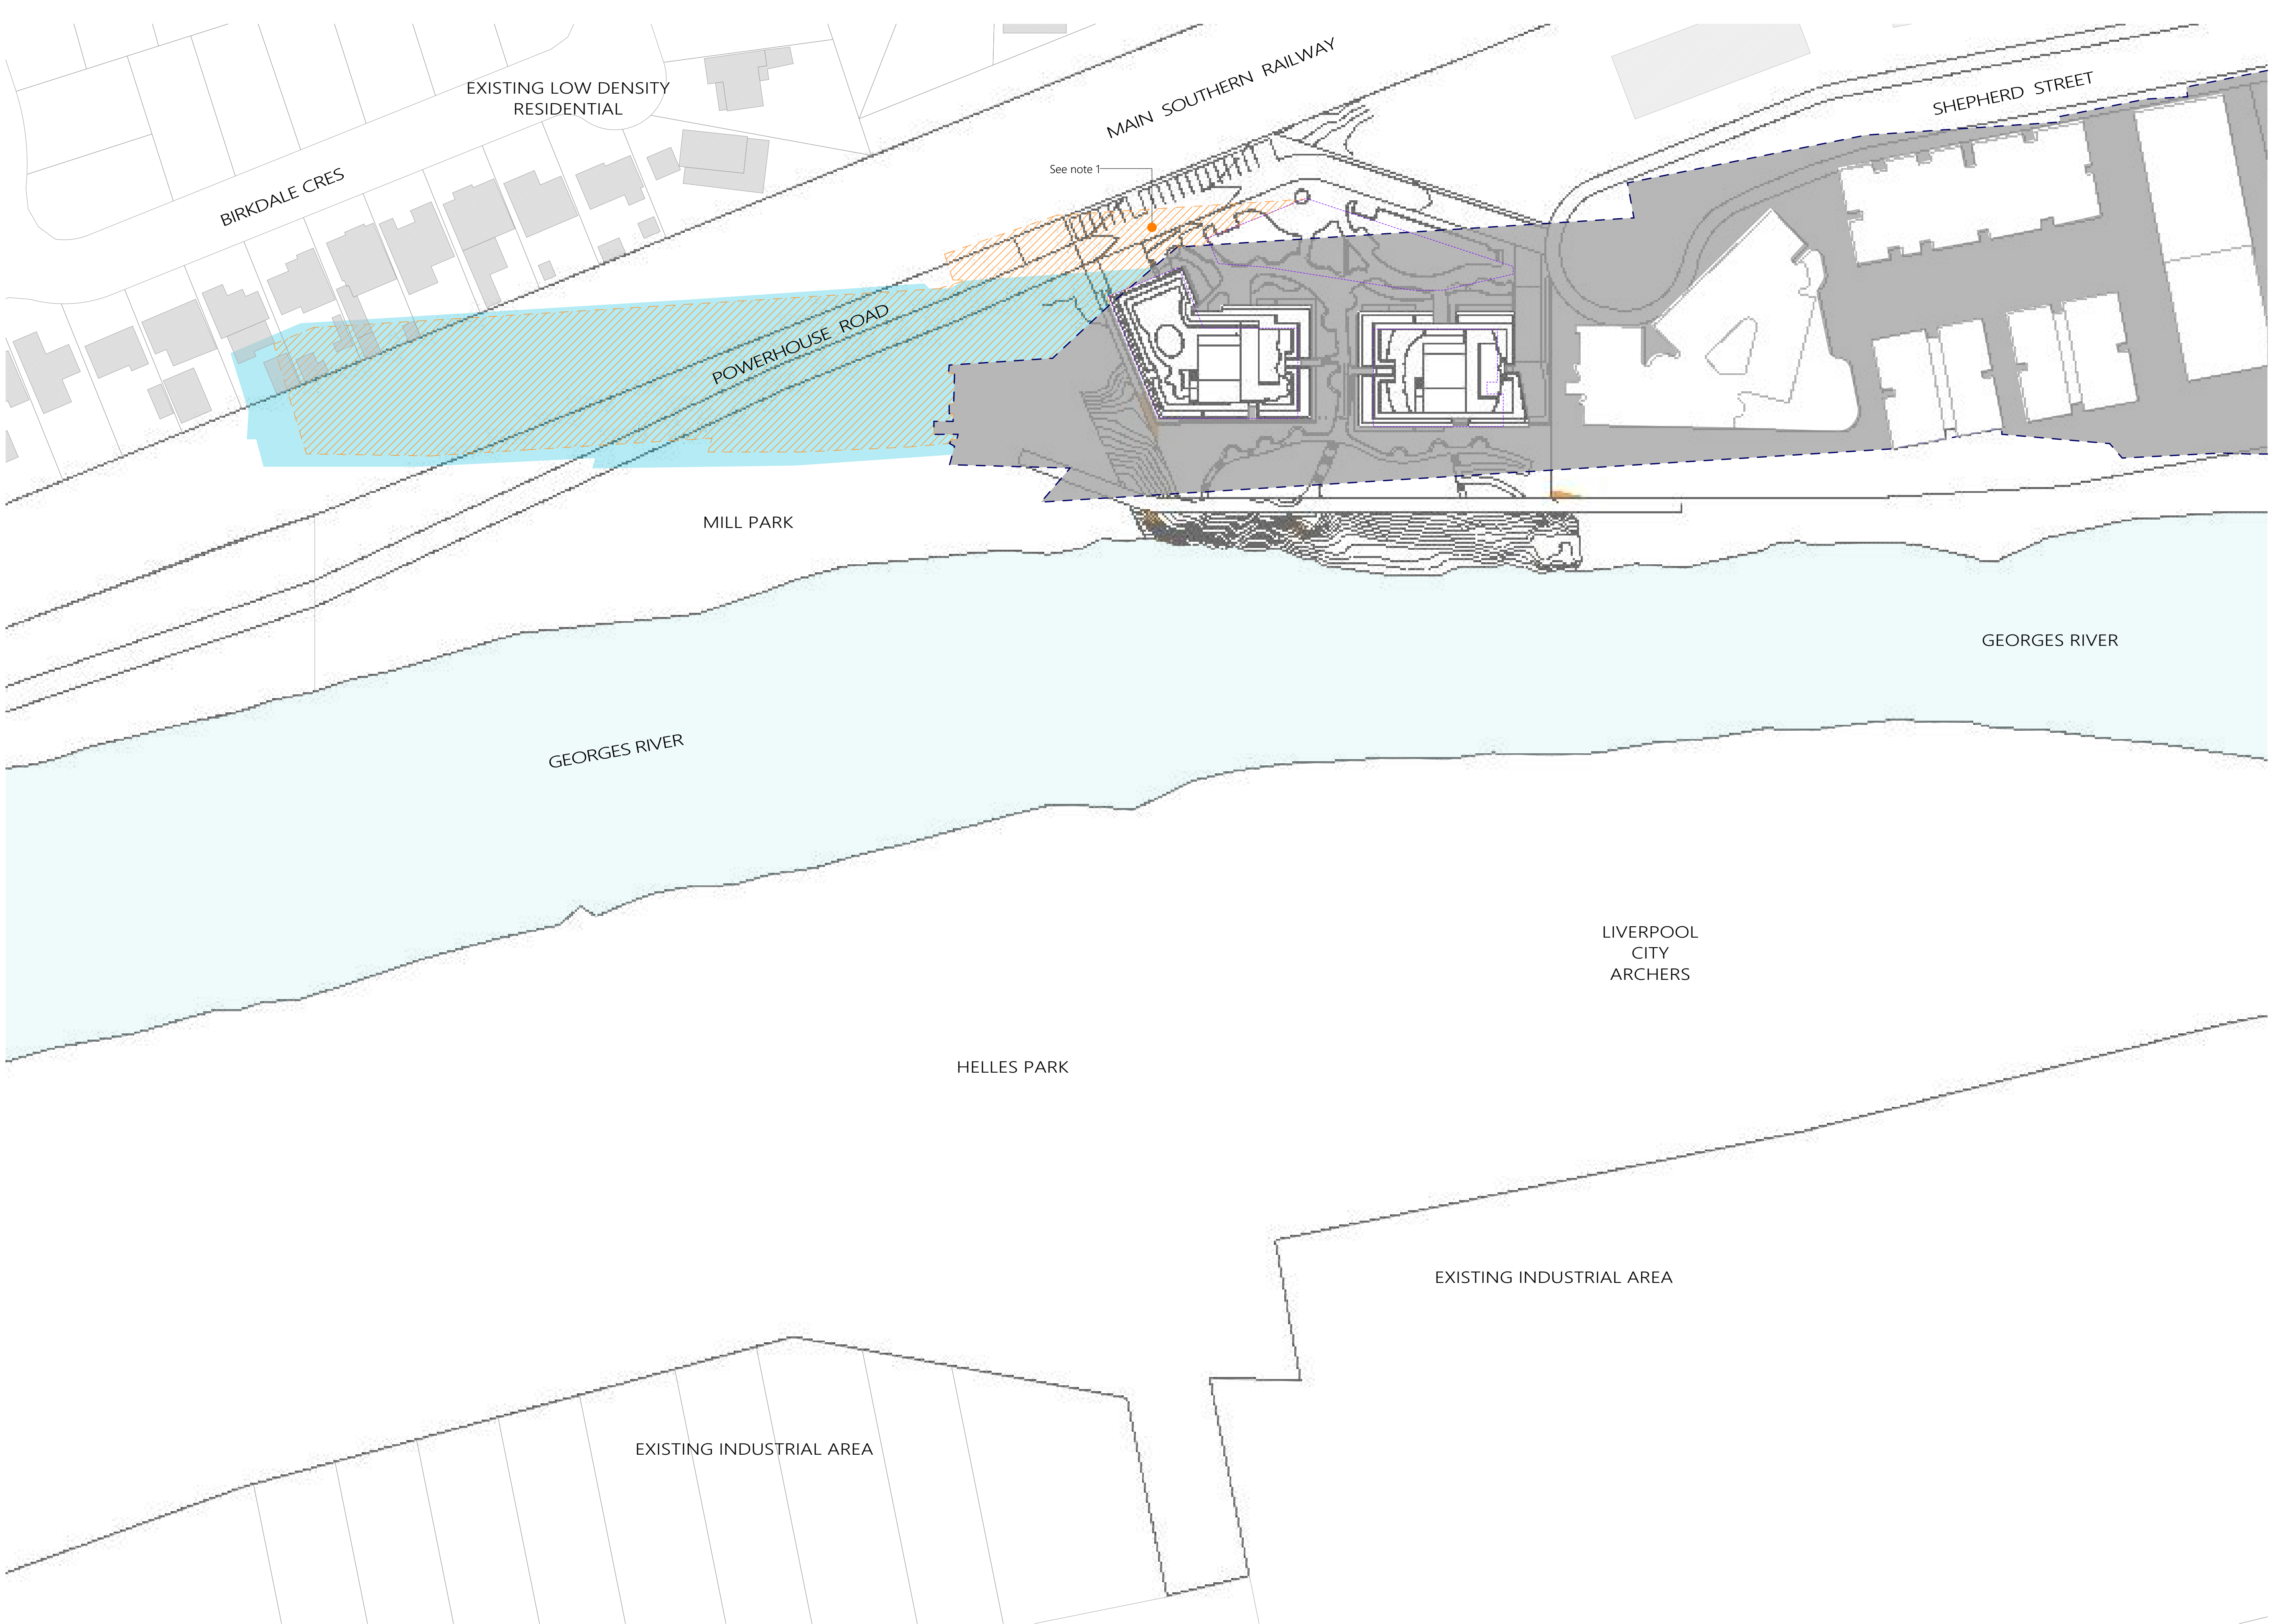 EXISTING LOW DENSITY
RESIDENTIAL
MAIN SOUTHERN RAILWAY
SHEPHERD STREET
BIRKDALE CRES
See note 1
POWERHOUSE ROAD
MILL PARK
GEORGES RIVER
GEORGES RIVER
LIVERPOOL
CITY
ARCHERS
HELLES PARK
EXISTING INDUSTRIAL AREA
EXISTING INDUSTRIAL AREA